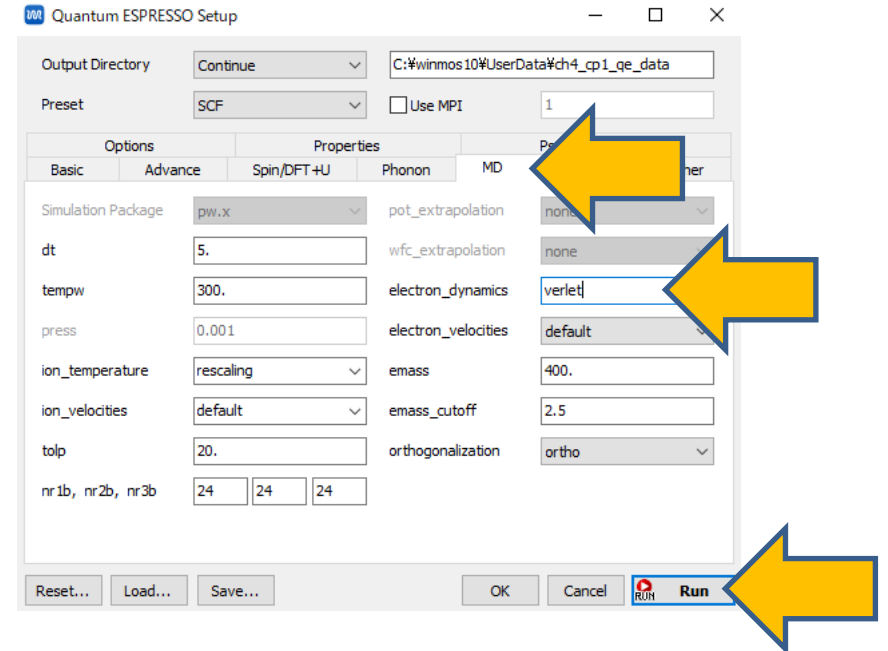 Quantum ESPRESSO Setup
Output Directory Continue C:¥winmos10¥UserData¥ch4_cp1_qe_data
Preset SCF Use MPI 1
Options Properties
Basic Advance Spin/DFT+U Phonon MD
Simulation Package pw.x pot_extrapolation none
dt 5. wfc_extrapolation none
tempw 300. electron_dynamics verlet
press 0.001 electron_velocities default
ion_temperature rescaling emass 400.
ion_velocities default emass_cutoff 2.5
tolp 20. orthogonalization ortho
nr1b, nr2b, nr3b 24 24 24
Reset... Load... Save... OK Cancel RUN Run